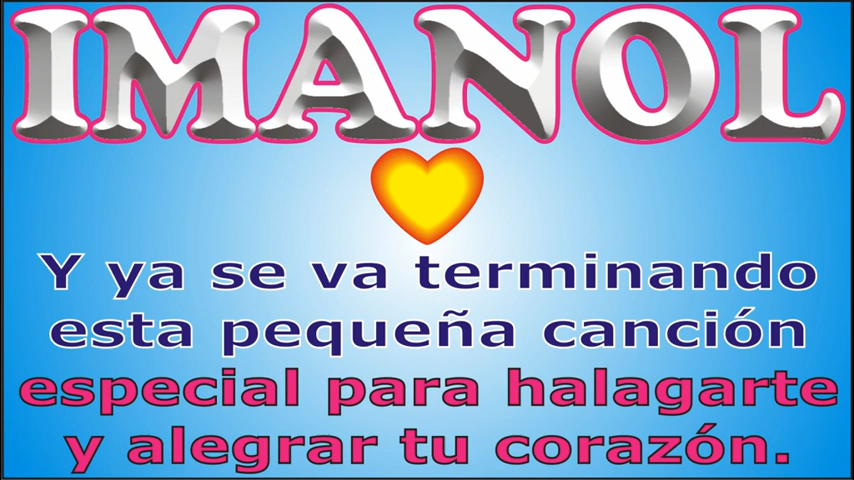 IMANOL
Y ya se va terminando
esta pequeña canción
especial para halagarte
y alegrar tu corazón.